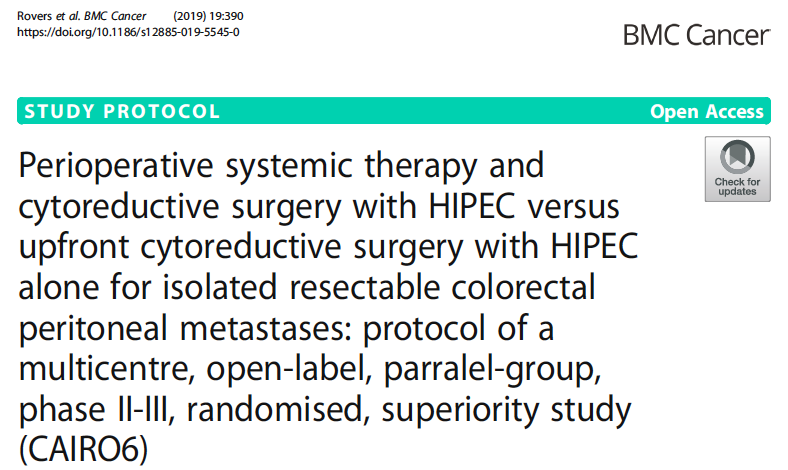 Rovers et al. BMC Cancer (2019) 19:390
https://doi.org/10.1186/s12885-019-5545-0
BMC Cancer
STUDY PROTOCOL Open Access
Perioperative systemic therapy and
cytoreductive surgery with HIPEC versus
upfront cytoreductive surgery with HIPEC
alone for isolated resectable colorectal
peritoneal metastases: protocol of a
multicentre, open-label, parralel-group,
phase II-III, randomised, superiority study
(CAIRO6)
Check for
updates